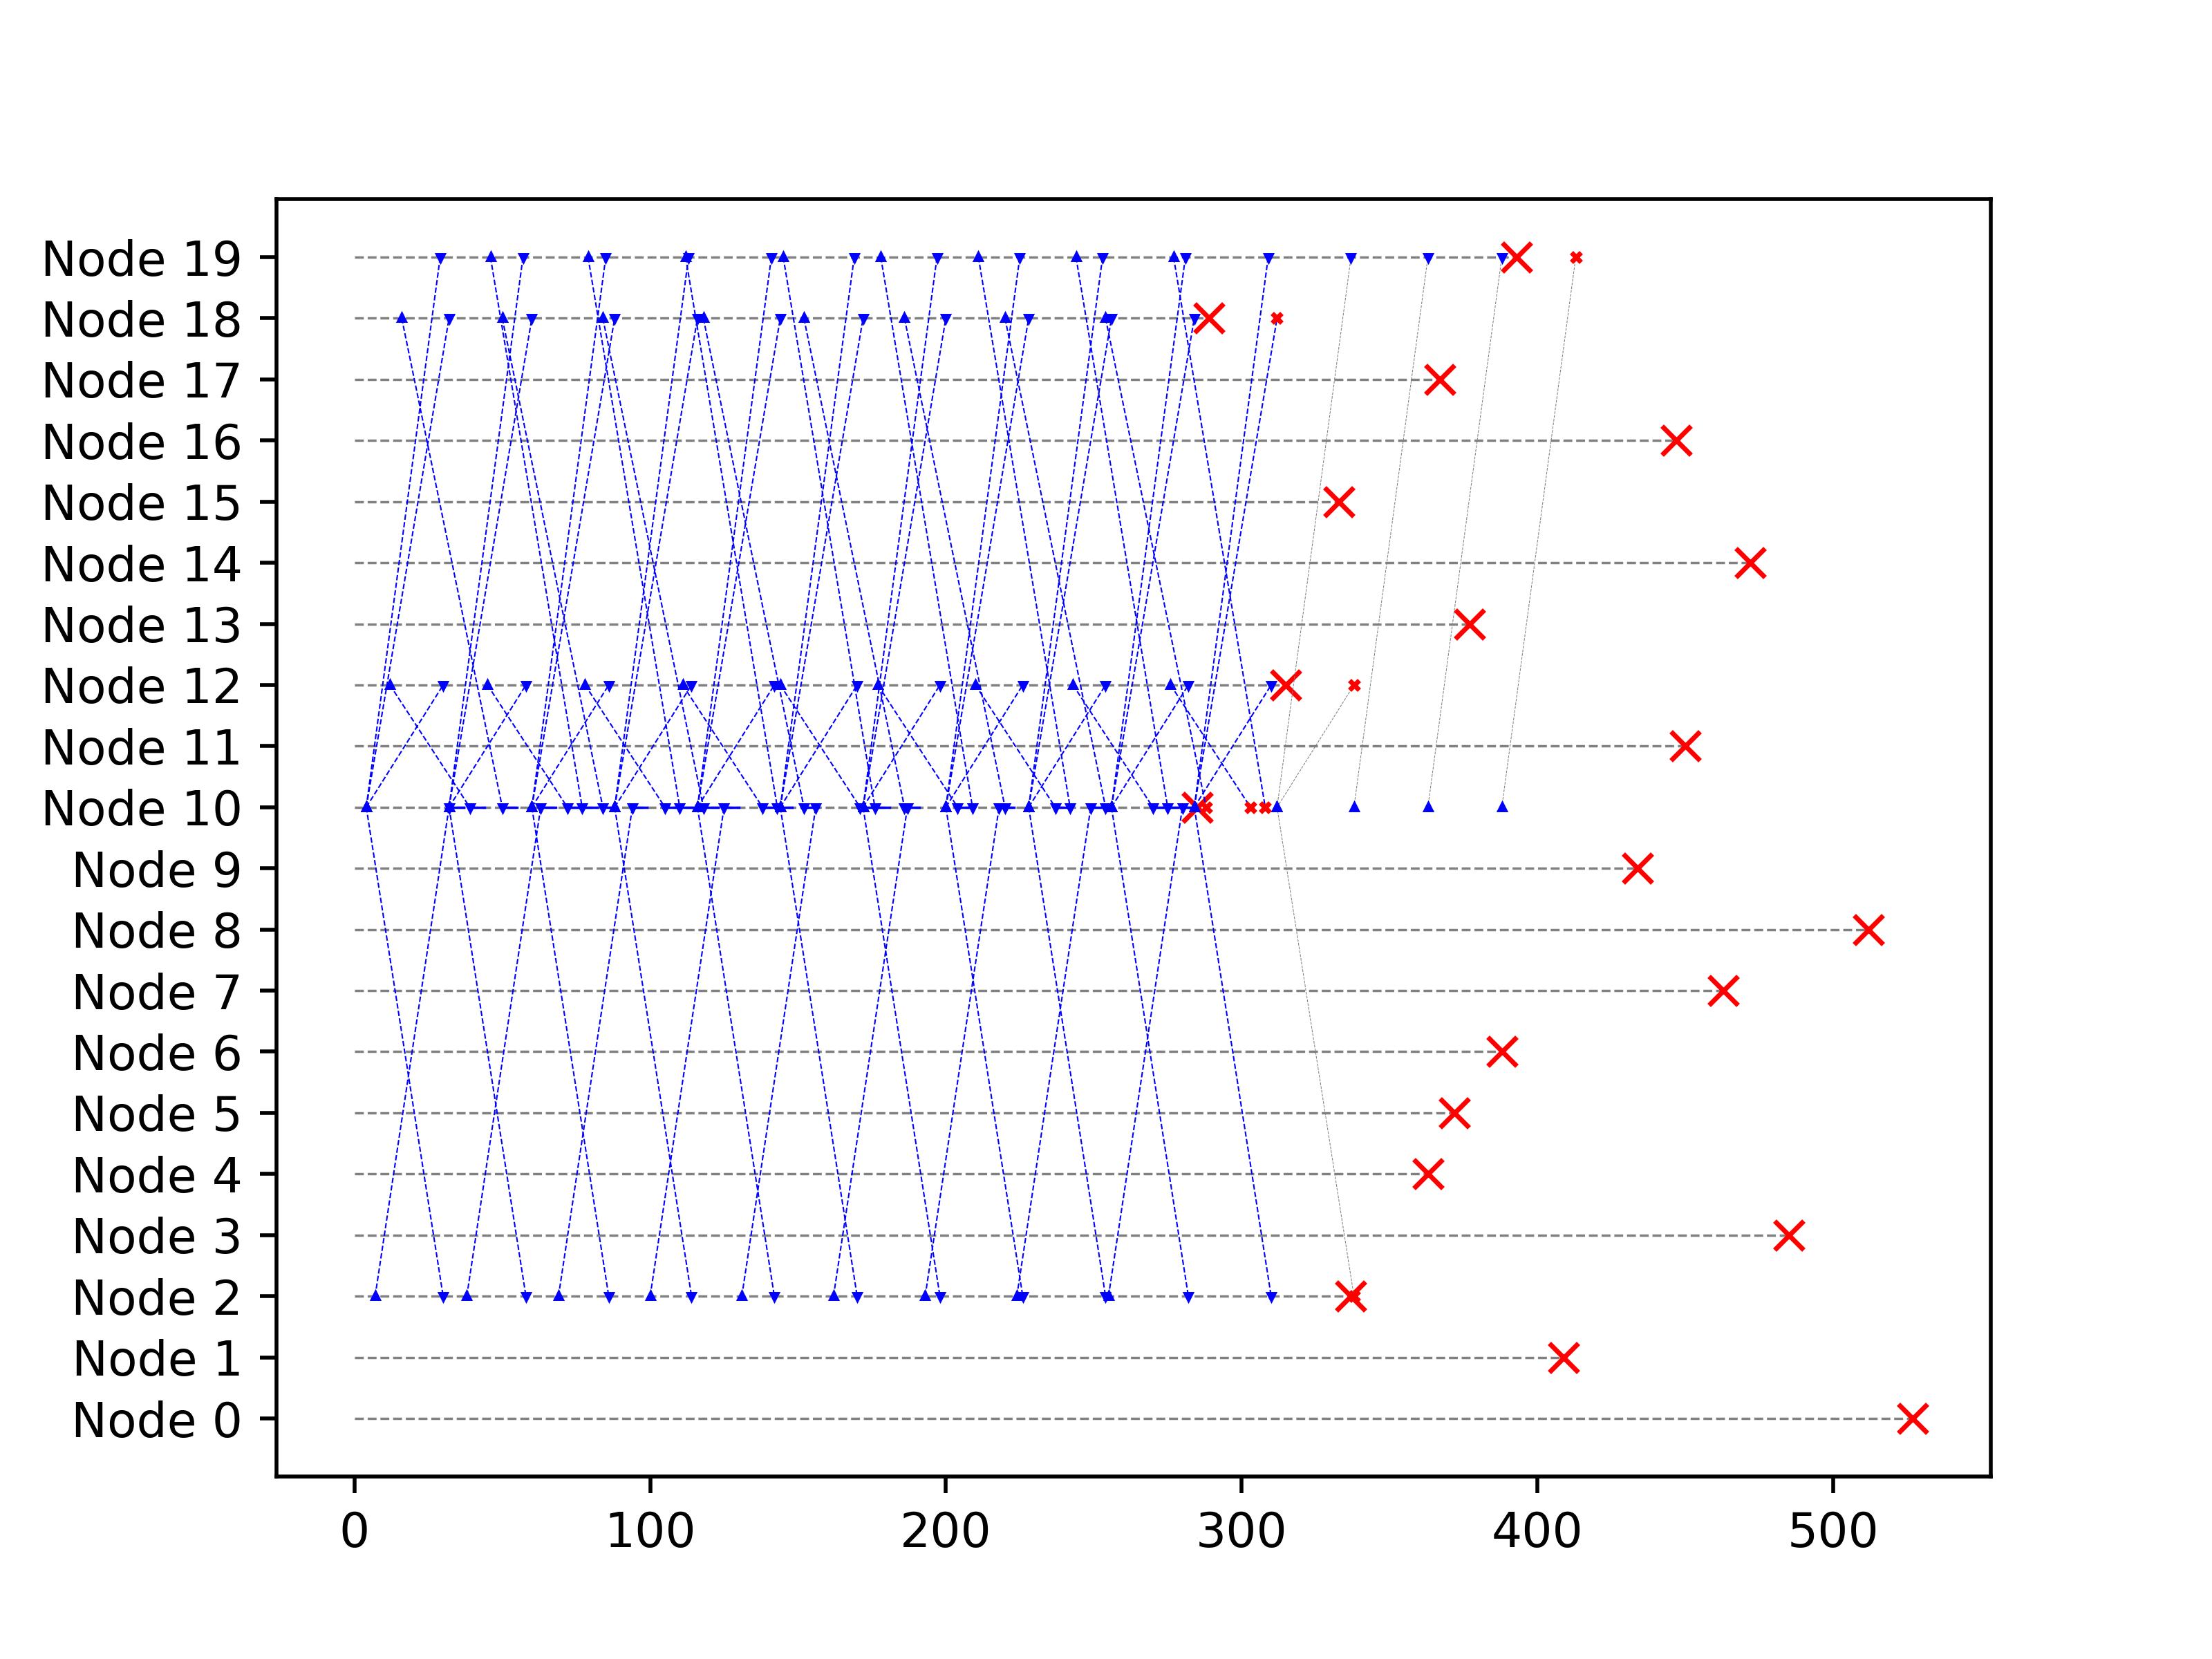 Node 19
Node 18
Node 17
Node 16
Node 15
Node 14
Node 13
Node 12
Node 11
Node 10
Node 9
Node 8
Node 7
Node 6
Node 5
Node 4
Node 3
Node 2
Node 1
Node 0
0 100 200 300 400 500